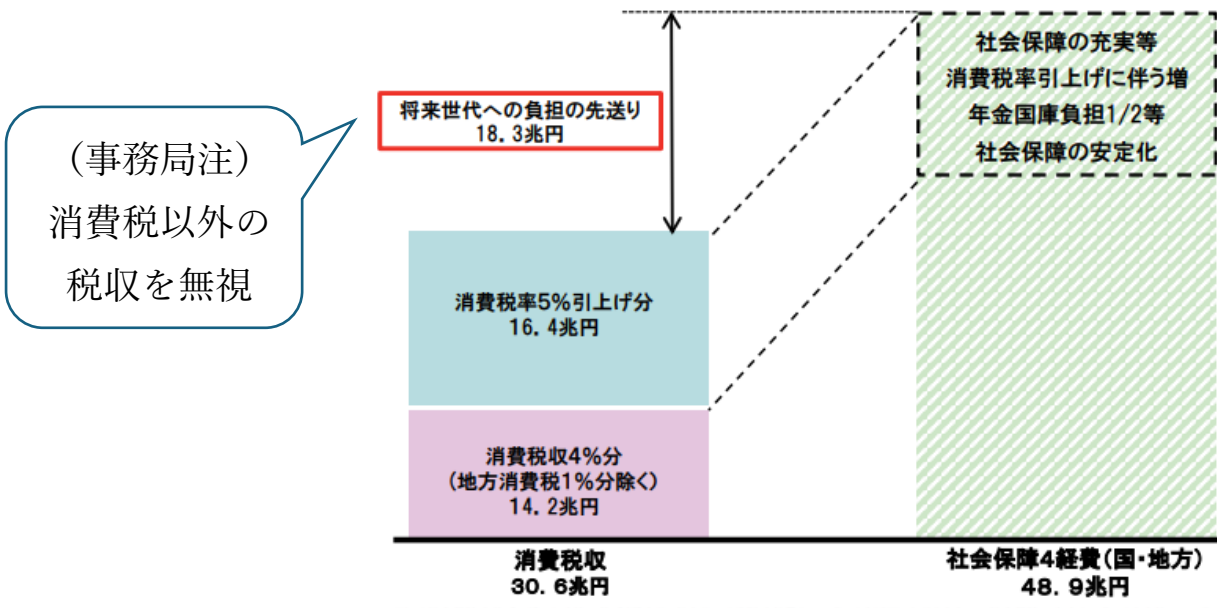 (事務局注)
消費税以外の
税収を無視
将来世代への負担の先送り
18.3兆円
消費税率5%引上げ分
16.4兆円
消費税収4%分
(地方消費税1%分除く)
14.2兆円
消費税収
30.6兆円
社会保障の充実等
消費税率引上げに伴う増
年金国庫負担1/2等
社会保障の安定化
社会保障4経費(国・地方)
48.9兆円